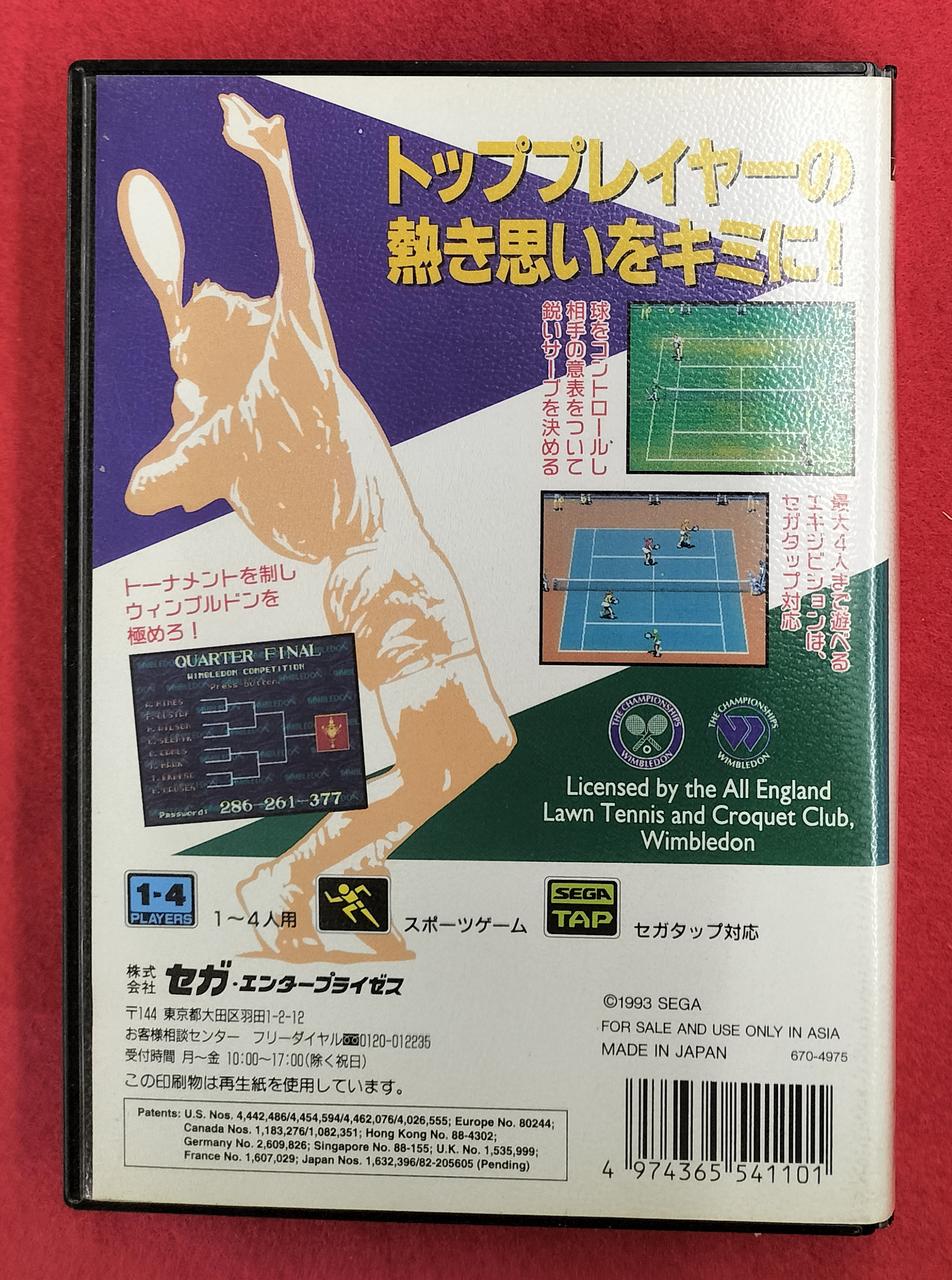 トッププレイヤーの
熱き思いをキミに!
球をコントロールし
相手の意表をついて
鋭いサーブを決める
最大4人まで遊べる
エキジビションは、
セガタップ対応
トーナメントを制し
ウィンブルドンを
極めろ!
QUARTER FINAL
WIMBLEDON COMPETITION
Press button
Password: 286-261-377
THE CHAMPIONSHIPS
WIMBLEDON
THE CHAMPIONSHIPS
WIMBLEDON
Licensed by the All England
Lawn Tennis and Croquet Club,
Wimbledon
1-4
PLAYERS
1〜4人用
スポーツゲーム
SEGA
TAP
セガタップ対応
株式会社 セガ・エンタープライゼス
〒144 東京都大田区羽田1-2-12
お客様相談センター フリーダイヤル0120-012235
受付時間 月〜金 10:00〜17:00(除く祝日)
この印刷物は再生紙を使用しています。
Patents: U.S. Nos. 4,442,486/4,454,594/4,462,076/4,026,555; Europe No. 80244;
Canada Nos. 1,183,276/1,082,351; Hong Kong No. 88-4302;
Germany No. 2,609,826; Singapore No. 88-155; U.K. No. 1,535,999;
France No. 1,607,029; Japan Nos. 1,632,396/82-205605 (Pending)
©1993 SEGA
FOR SALE AND USE ONLY IN ASIA
MADE IN JAPAN
670-4975
4 974365 541101